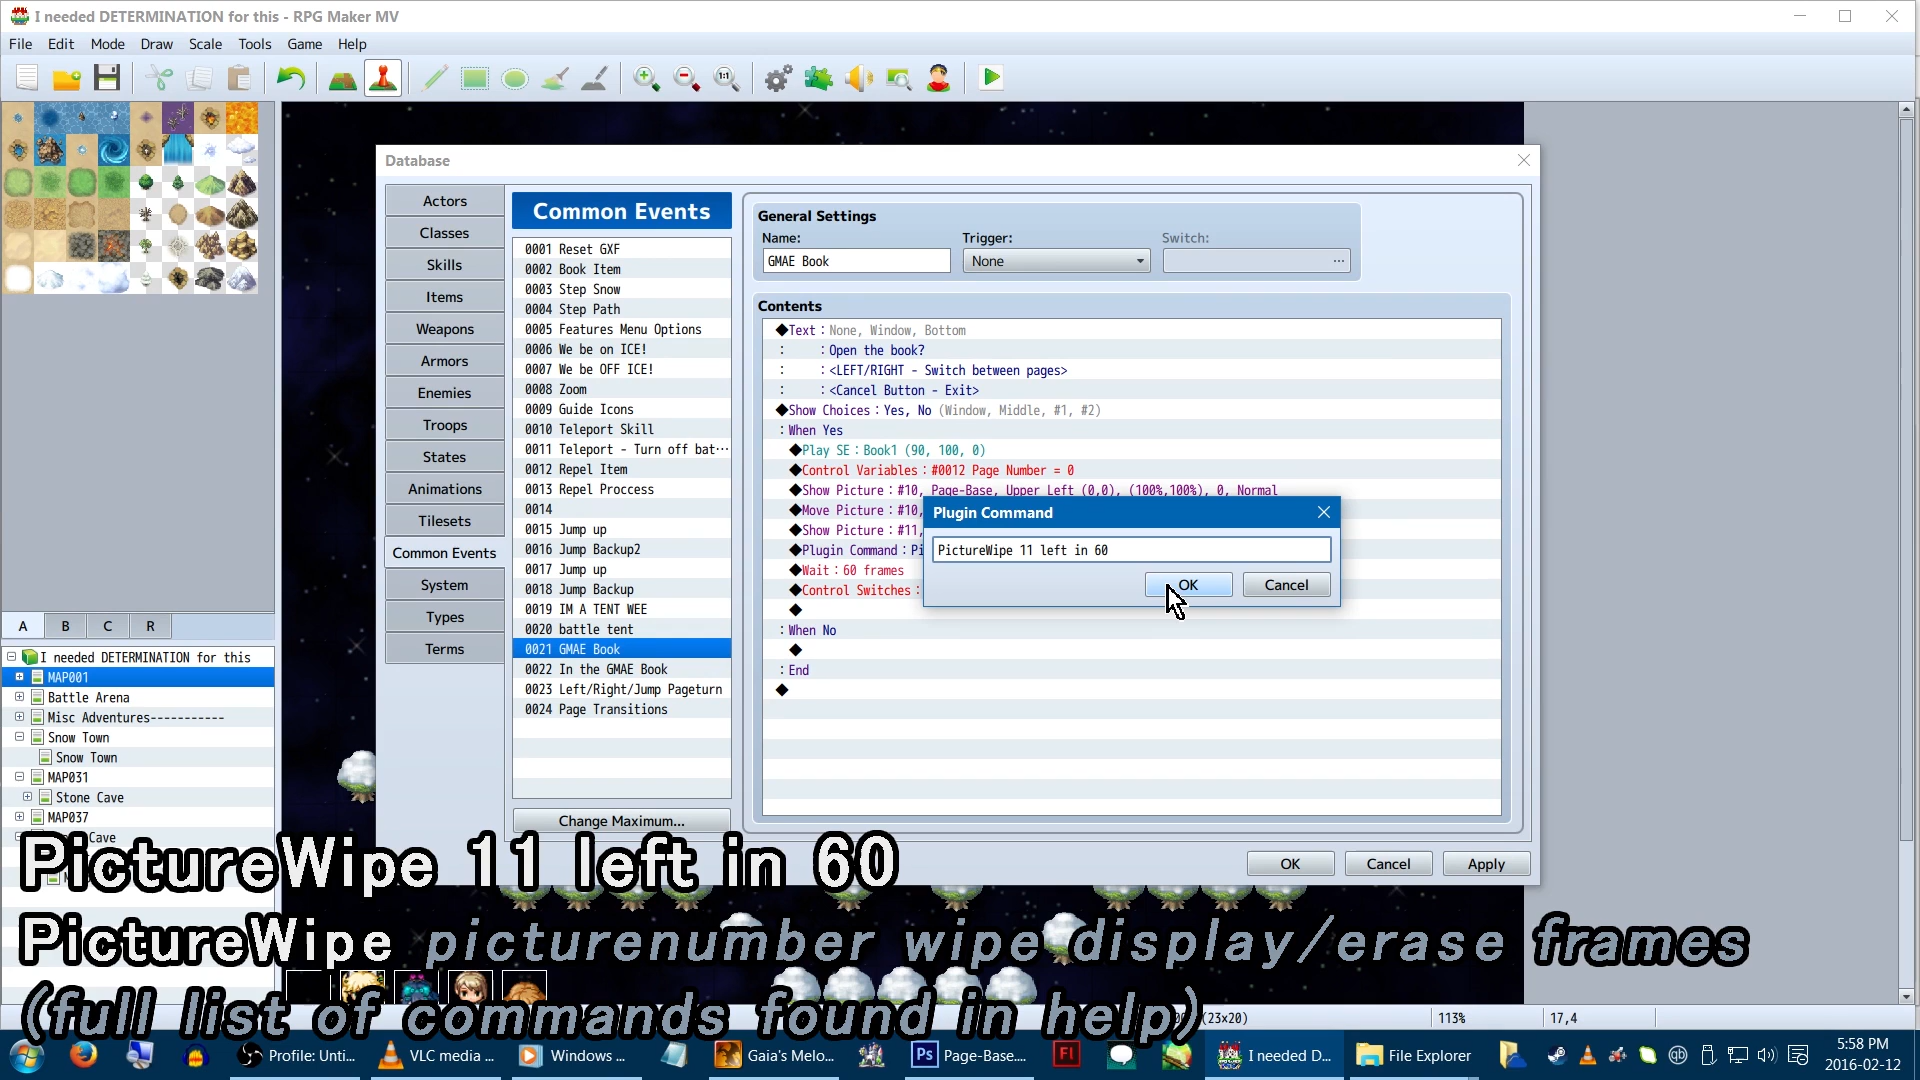 I needed DETERMINATION for this - RPG Maker MV
File Edit Mode Draw Scale Tools Game Help
1:1
Database
Actors
Classes
Skills
Items
Weapons
Armors
Enemies
Troops
States
Animations
Tilesets
Common Events
System
Types
Terms
Common Events
0001 Reset GXF
0002 Book Item
0003 Step Snow
0004 Step Path
0005 Features Menu Options
0006 We be on ICE!
0007 We be OFF ICE!
0008 Zoom
0009 Guide Icons
0010 Teleport Skill
0011 Teleport - Turn off bat…
0012 Repel Item
0013 Repel Proccess
0014
0015 Jump up
0016 Jump Backup2
0017 Jump up
0018 Jump Backup
0019 IM A TENT WEE
0020 battle tent
0021 GMAE Book
0022 In the GMAE Book
0023 Left/Right/Jump Pageturn
0024 Page Transitions
Change Maximum...
General Settings
Name: Trigger: Switch:
GMAE Book None ...
Contents
◆Text : None, Window, Bottom
: : Open the book?
: : <LEFT/RIGHT - Switch between pages>
: : <Cancel Button - Exit>
◆Show Choices : Yes, No (Window, Middle, #1, #2)
: When Yes
◆Play SE : Book1 (90, 100, 0)
◆Control Variables : #0012 Page Number = 0
◆Show Picture : #10, Page-Base, Upper Left (0,0), (100%,100%), 0, Normal
◆Move Picture : #10,
◆Show Picture : #11,
◆Plugin Command : Pi
◆Wait : 60 frames
◆Control Switches :
◆
: When No
◆
: End
◆
Plugin Command
PictureWipe 11 left in 60
OK Cancel
OK Cancel Apply
A B C R
I needed DETERMINATION for this
MAP001
Battle Arena
Misc Adventures-----------
Snow Town
Snow Town
MAP031
Stone Cave
MAP037
Cave
PictureWipe 11 left in 60
PictureWipe picturenumber wipe display/erase frames
(full list of commands found in help)
(23x20) 113% 17,4
Profile: Unti... VLC media ... Windows ... Gaia's Melo... Ps Page-Base.... Fl I needed D... File Explorer
5:58 PM
2016-02-12